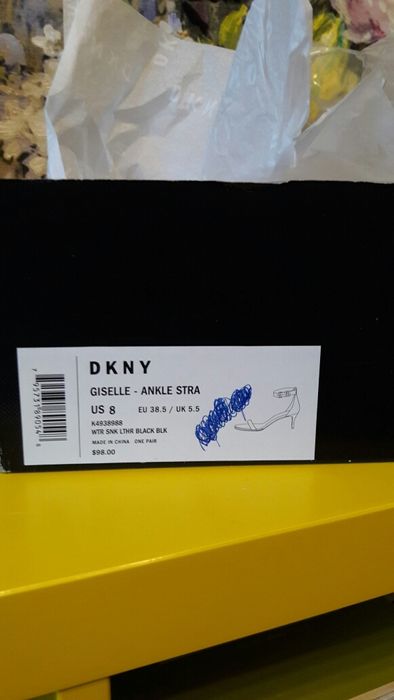 DKNY
GISELLE - ANKLE STRA
US 8 EU 38.5 / UK 5.5
K4938988
WTR SNK LTHR BLACK BLK
MADE IN CHINA ONE PAIR
$98.00